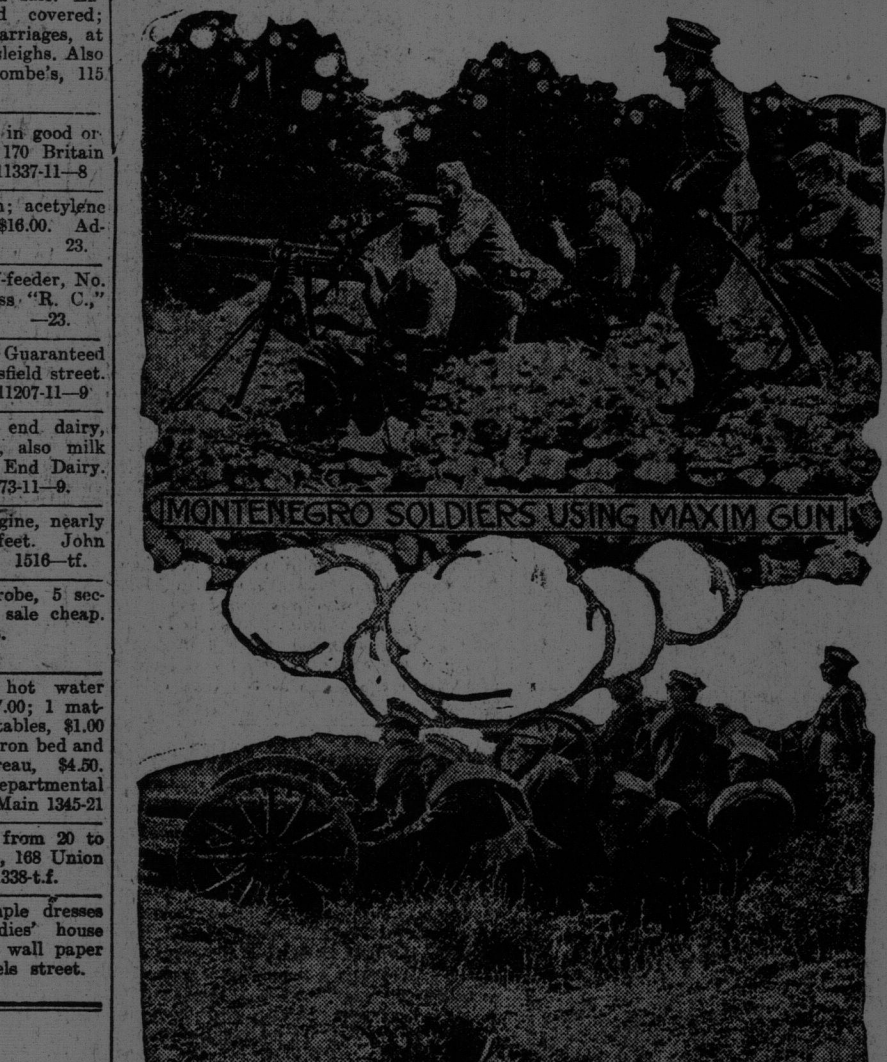 covered;
arriages, at
sleighs. Also
ombe's, 115
in good or-
170 Britain
11337-11—8
; acetylene
$16.00. Ad-
23.
-feeder, No.
ss "R. C.,"
—23.
Guaranteed
sfield street.
11207-11—9
end dairy,
, also milk
End Dairy.
73-11—9.
gine, nearly
feet. John
1516—tf.
robe, 5 sec-
sale cheap.
hot water
7.00; 1 mat-
tables, $1.00
ron bed and
reau, $4.50.
epartmental
Main 1345-21
from 20 to
, 168 Union
338-t.f.
mple dresses
dies' house
wall paper
els street.
MONTENEGRO SOLDIERS USING MAXIM GUN.